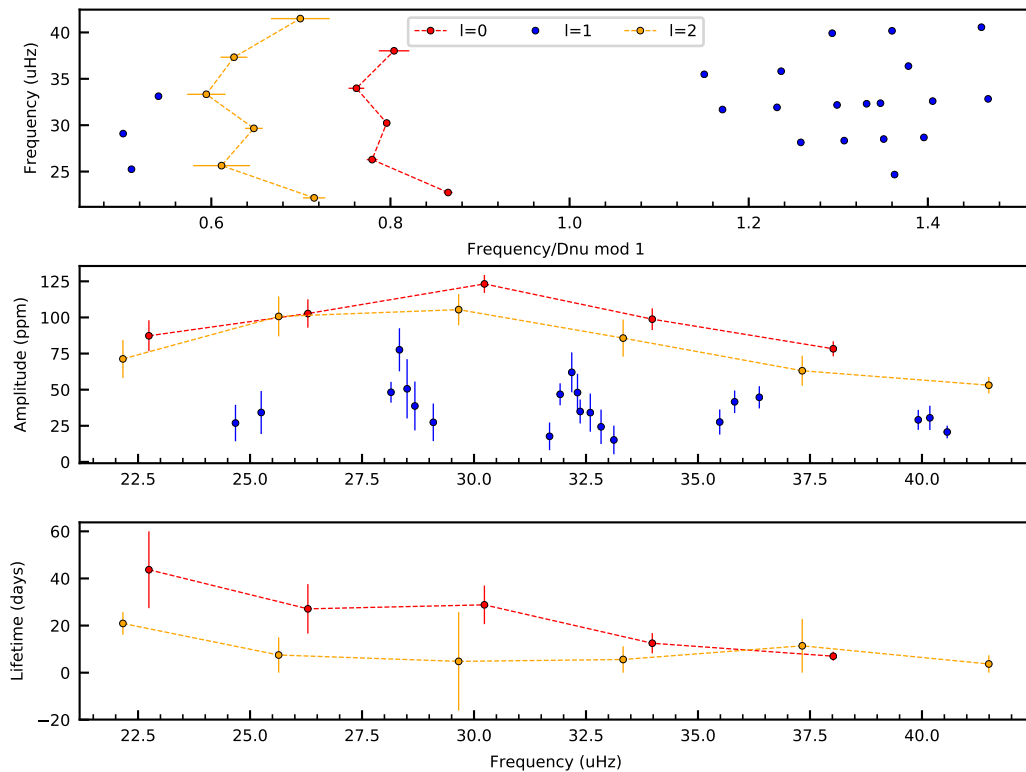 l=0 l=1 l=2
Frequency (uHz)
40
35
30
25
0.6 0.8 1.0 1.2 1.4
Frequency/Dnu mod 1
Amplitude (ppm)
125
100
75
50
25
0
22.5 25.0 27.5 30.0 32.5 35.0 37.5 40.0
Lifetime (days)
60
40
20
0
−20
22.5 25.0 27.5 30.0 32.5 35.0 37.5 40.0
Frequency (uHz)